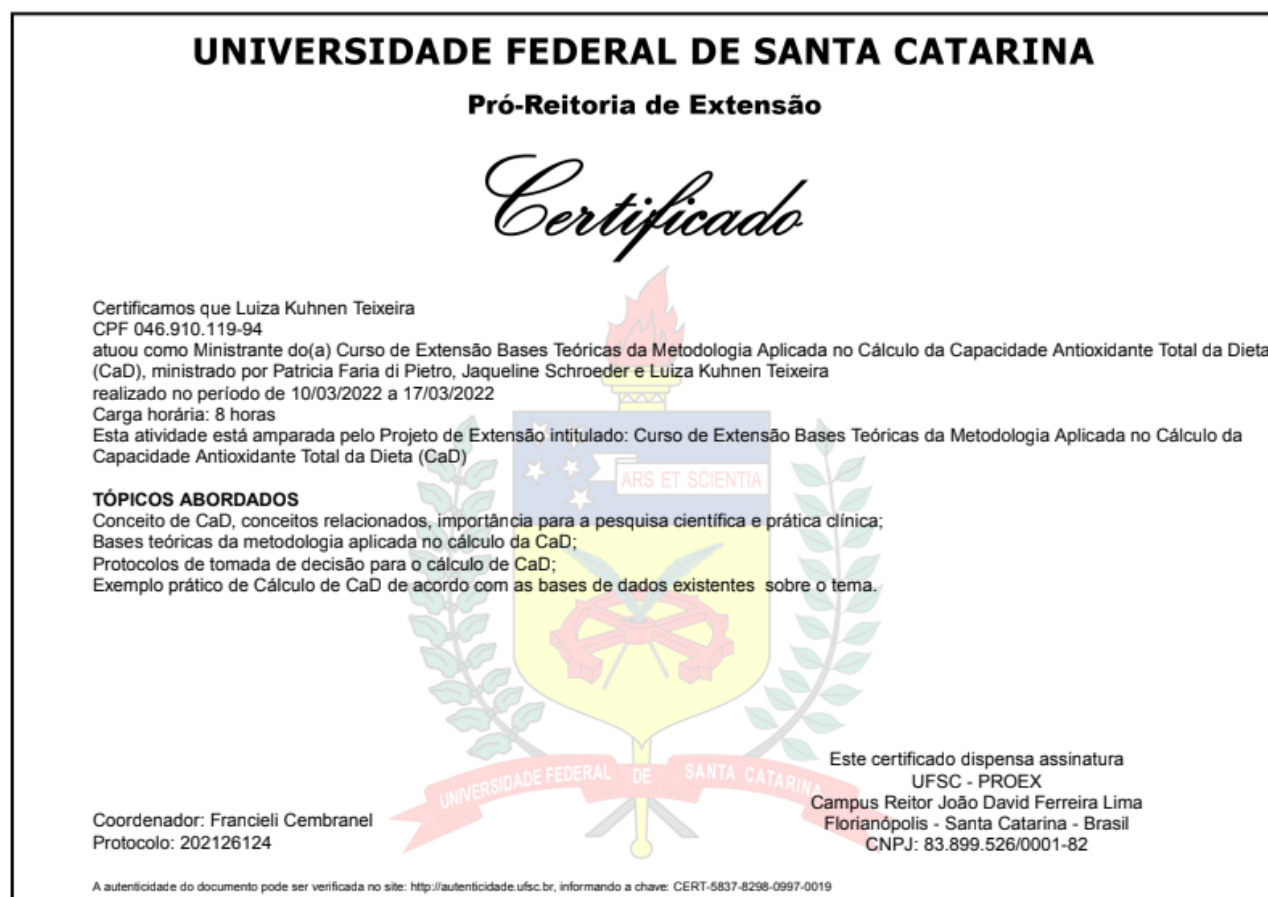 UNIVERSIDADE FEDERAL DE SANTA CATARINA
Pró-Reitoria de Extensão
Certificado
Certificamos que Luiza Kuhnen Teixeira
CPF 046.910.119-94
atuou como Ministrante do(a) Curso de Extensão Bases Teóricas da Metodologia Aplicada no Cálculo da Capacidade Antioxidante Total da Dieta
(CaD), ministrado por Patricia Faria di Pietro, Jaqueline Schroeder e Luiza Kuhnen Teixeira
realizado no período de 10/03/2022 a 17/03/2022
Carga horária: 8 horas
Esta atividade está amparada pelo Projeto de Extensão intitulado: Curso de Extensão Bases Teóricas da Metodologia Aplicada no Cálculo da
Capacidade Antioxidante Total da Dieta (CaD)
ARS ET SCIENTIA
TÓPICOS ABORDADOS
Conceito de CaD, conceitos relacionados, importância para a pesquisa científica e prática clínica;
Bases teóricas da metodologia aplicada no cálculo da CaD;
Protocolos de tomada de decisão para o cálculo de CaD;
Exemplo prático de Cálculo de CaD de acordo com as bases de dados existentes sobre o tema.
UNIVERSIDADE FEDERAL DE SANTA CATARINA
Este certificado dispensa assinatura
UFSC - PROEX
Campus Reitor João David Ferreira Lima
Florianópolis - Santa Catarina - Brasil
CNPJ: 83.899.526/0001-82
Coordenador: Francieli Cembranel
Protocolo: 202126124
A autenticidade do documento pode ser verificada no site: http://autenticidade.ufsc.br, informando a chave: CERT-5837-8298-0997-0019